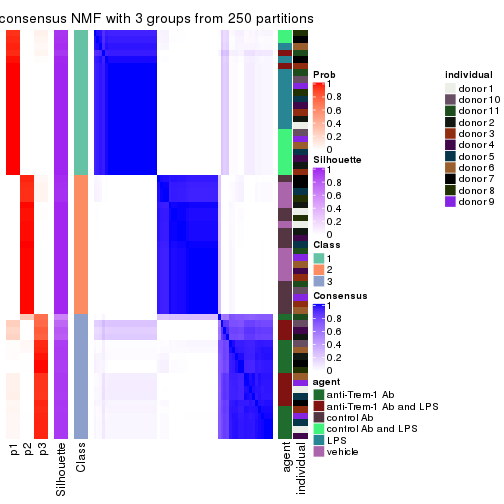 consensus NMF with 3 groups from 250 partitions
Prob
1
0.8
0.6
0.4
0.2
0
Silhouette
1
0.8
0.6
0.4
0.2
0
Class
1
2
3
Consensus
1
0.8
0.6
0.4
0.2
0
agent
anti-Trem-1 Ab
anti-Trem-1 Ab and LPS
control Ab
control Ab and LPS
LPS
vehicle
individual
donor 1
donor 10
donor 11
donor 2
donor 3
donor 4
donor 5
donor 6
donor 7
donor 8
donor 9
p1
p2
p3
Silhouette
Class
agent
individual